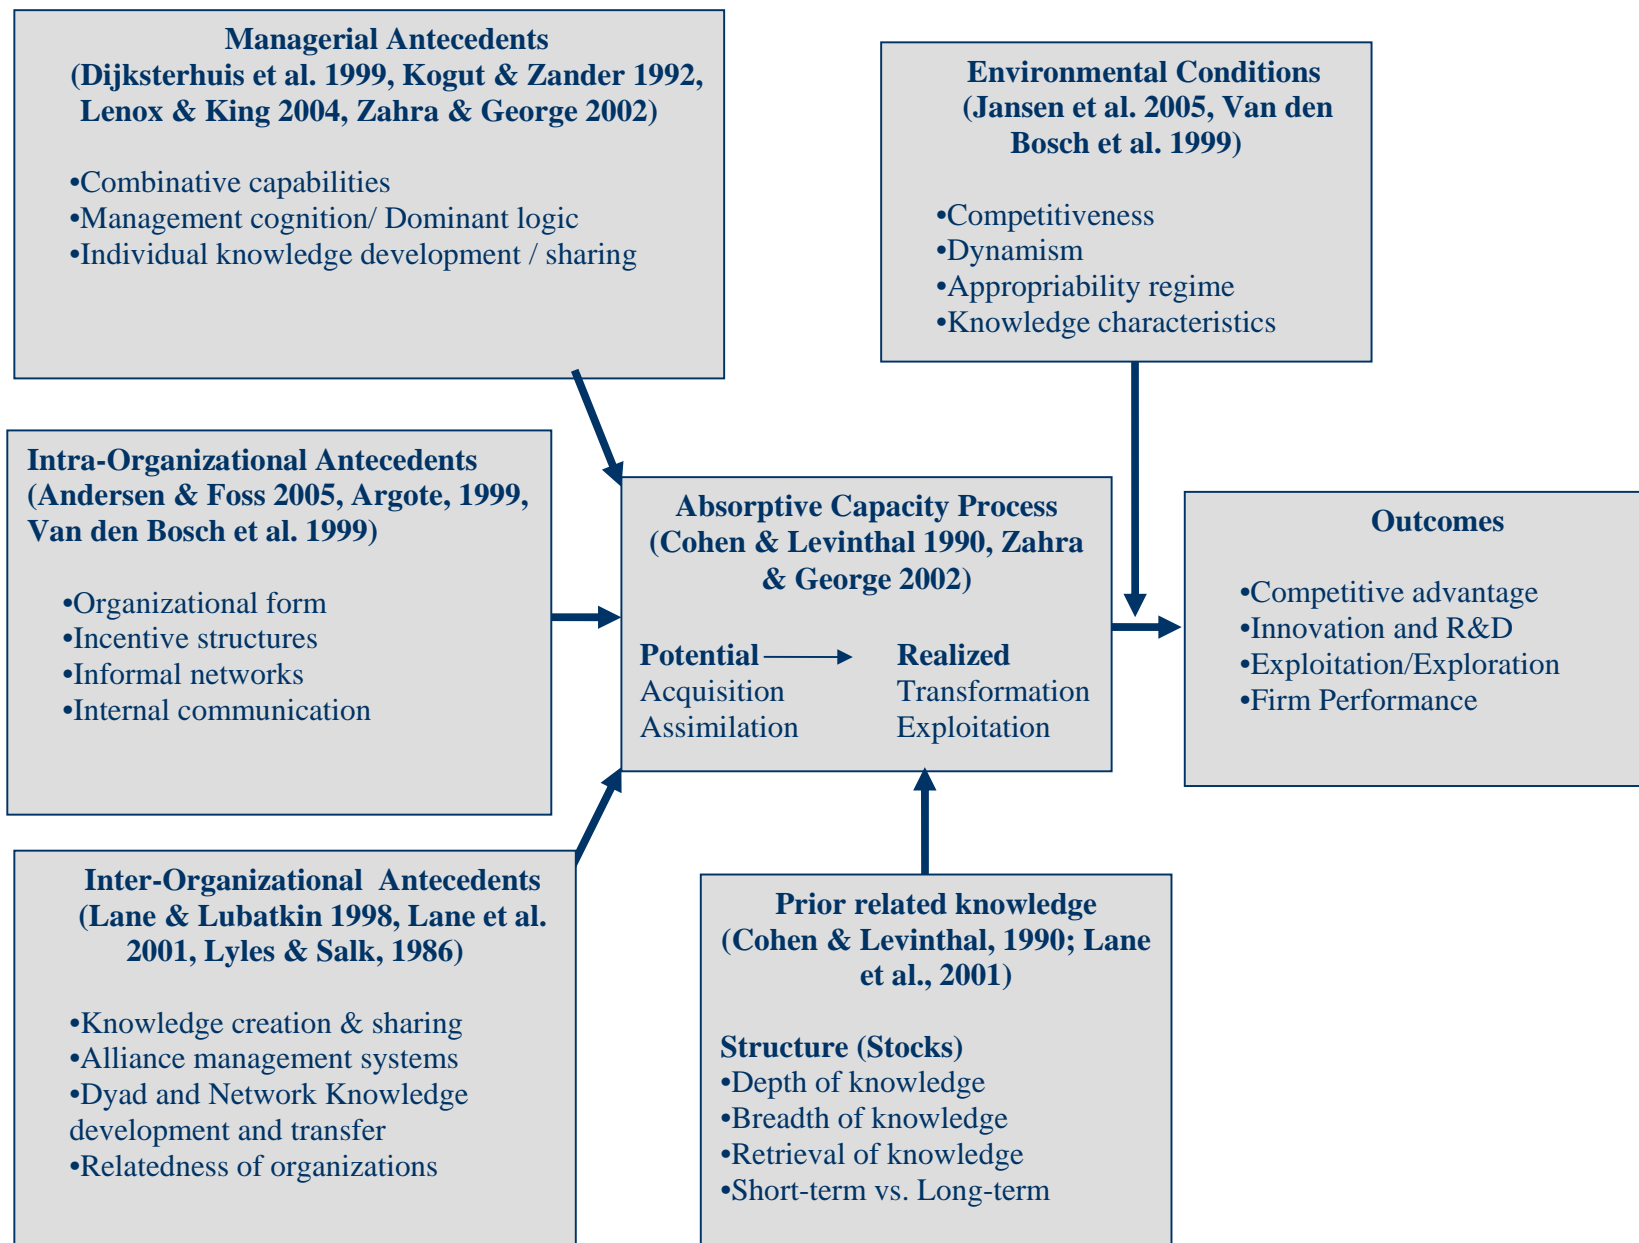 Managerial Antecedents
(Dijksterhuis et al. 1999, Kogut & Zander 1992,
Lenox & King 2004, Zahra & George 2002)
•Combinative capabilities
•Management cognition/ Dominant logic
•Individual knowledge development / sharing
Environmental Conditions
(Jansen et al. 2005, Van den
Bosch et al. 1999)
•Competitiveness
•Dynamism
•Appropriability regime
•Knowledge characteristics
Intra-Organizational Antecedents
(Andersen & Foss 2005, Argote, 1999,
Van den Bosch et al. 1999)
•Organizational form
•Incentive structures
•Informal networks
•Internal communication
Absorptive Capacity Process
(Cohen & Levinthal 1990, Zahra
& George 2002)
Potential Realized
Acquisition Transformation
Assimilation Exploitation
Outcomes
•Competitive advantage
•Innovation and R&D
•Exploitation/Exploration
•Firm Performance
Inter-Organizational Antecedents
(Lane & Lubatkin 1998, Lane et al.
2001, Lyles & Salk, 1986)
•Knowledge creation & sharing
•Alliance management systems
•Dyad and Network Knowledge
development and transfer
•Relatedness of organizations
Prior related knowledge
(Cohen & Levinthal, 1990; Lane
et al., 2001)
Structure (Stocks)
•Depth of knowledge
•Breadth of knowledge
•Retrieval of knowledge
•Short-term vs. Long-term